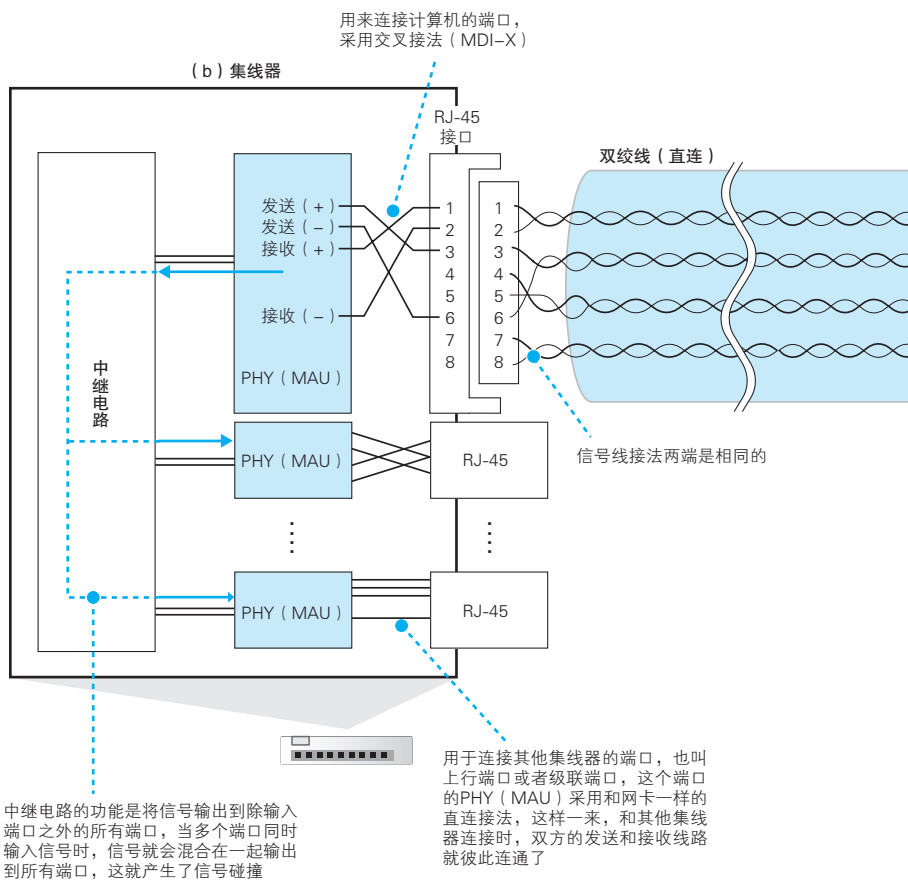 用来连接计算机的端口，
采用交叉接法（MDI-X）
（b）集线器
RJ-45
接口
双绞线（直连）
发送（+）
发送（-）
接收（+）
接收（-）
PHY（MAU）
1
2
3
4
5
6
7
8
1
2
3
4
5
6
7
8
中继电路
信号线接法两端是相同的
PHY（MAU）
RJ-45
PHY（MAU）
RJ-45
用于连接其他集线器的端口，也叫
上行端口或者级联端口，这个端口
的PHY（MAU）采用和网卡一样的
直连接法，这样一来，和其他集线
器连接时，双方的发送和接收线路
就彼此连通了
中继电路的功能是将信号输出到除输入
端口之外的所有端口，当多个端口同时
输入信号时，信号就会混合在一起输出
到所有端口，这就产生了信号碰撞